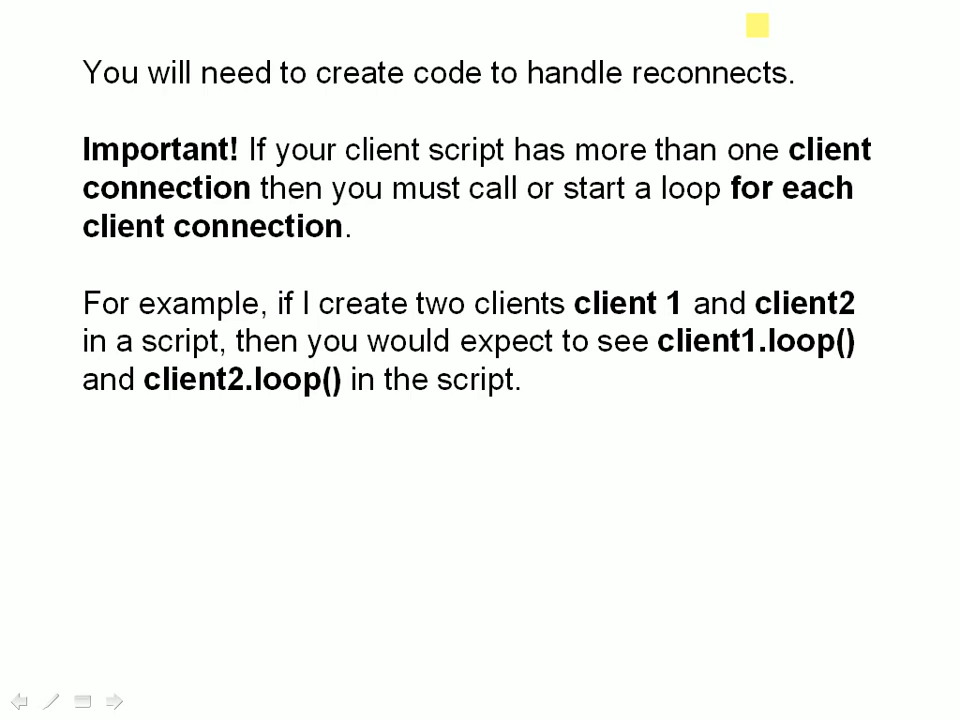 You will need to create code to handle reconnects.
Important! If your client script has more than one client
connection then you must call or start a loop for each
client connection.
For example, if I create two clients client 1 and client2
in a script, then you would expect to see client1.loop()
and client2.loop() in the script.